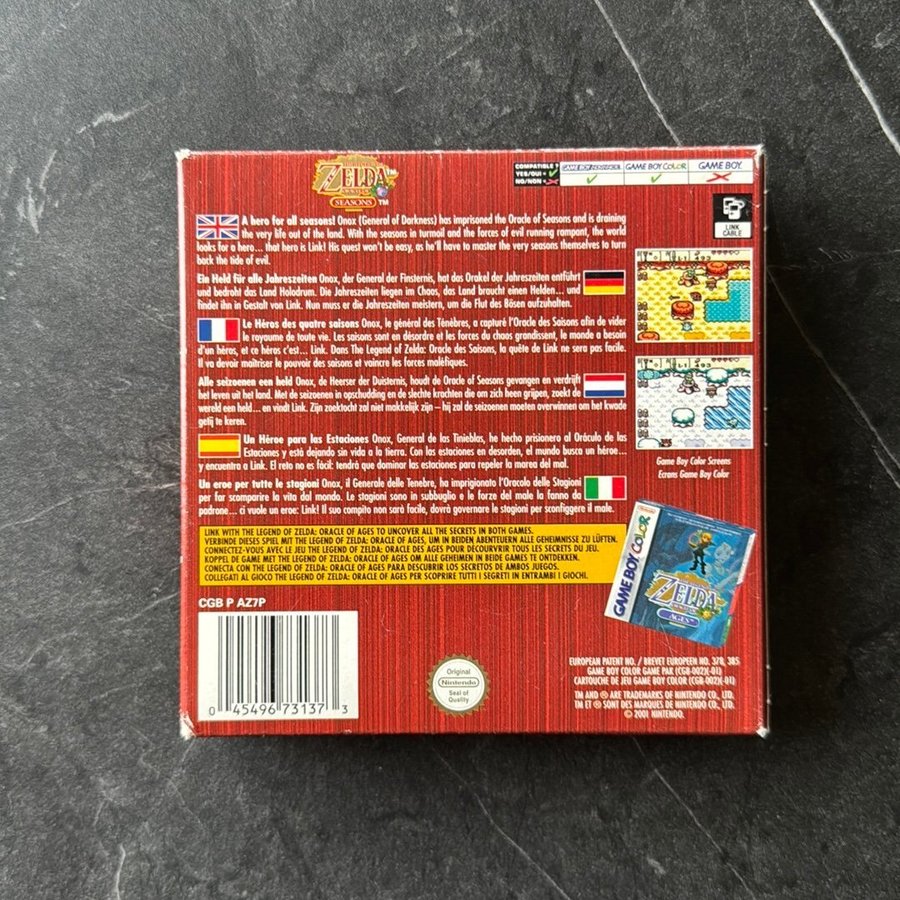 ZELDA™
ORACLE OF
SEASONS™
COMPATIBLE ?
YES/OUI = ✓
NO/NON = ✗
GAME BOY ADVANCE
✓
GAME BOY COLOR
✓
GAME BOY
✗
LINK
CABLE
A hero for all seasons! Onox (General of Darkness) has imprisoned the Oracle of Seasons and is draining
the very life out of the land. With the seasons in turmoil and the forces of evil running rampant, the world
looks for a hero... that hero is Link! His quest won't be easy, as he'll have to master the very seasons themselves to turn
back the tide of evil.
Ein Held für alle Jahreszeiten Onox, der General der Finsternis, hat das Orakel der Jahreszeiten entführt
und bedroht das Land Holodrum. Die Jahreszeiten liegen im Chaos, das Land braucht einen Helden... und
findet ihn in Gestalt von Link. Nun muss er die Jahreszeiten meistern, um die Flut des Bösen aufzuhalten.
Le Héros des quatre saisons Onox, le général des Ténèbres, a capturé l'Oracle des Saisons afin de vider
le royaume de toute vie. Les saisons sont en désordre et les forces du chaos grandissent, le monde a besoin
d'un héros, et ce héros c'est... Link. Dans The Legend of Zelda: Oracle des Saisons, la quête de Link ne sera pas facile.
Il va devoir maîtriser le pouvoir des saisons et vaincre les forces maléfiques.
Alle seizoenen een held Onox, de Heerser der Duisternis, houdt de Oracle of Seasons gevangen en verdrijft
het leven uit het land. Met de seizoenen in opschudding en de slechte krachten die om zich heen grijpen, zoekt de
wereld een held... en vindt Link. Zijn zoektocht zal niet makkelijk zijn – hij zal de seizoenen moeten overwinnen om het kwade
getij te keren.
Un Héroe para las Estaciones Onox, General de las Tinieblas, ha hecho prisionera al Oráculo de las
Estaciones y está dejando sin vida a la tierra. Con las estaciones en desorden, el mundo busca un héroe...
y encuentra a Link. El reto no es fácil: tendrá que dominar las estaciones para repeler la marea del mal.
Un eroe per tutte le stagioni Onox, il Generale delle Tenebre, ha imprigionato l'Oracolo delle Stagioni
per far scomparire la vita dal mondo. Le stagioni sono in subbuglio e le forze del male la fanno da
padrone... ci vuole un eroe: Link! Il suo compito non sarà facile, dovrà governare le stagioni per sconfiggere il male.
Game Boy Color Screens
Ecrans Game Boy Color
LINK WITH THE LEGEND OF ZELDA: ORACLE OF AGES TO UNCOVER ALL THE SECRETS IN BOTH GAMES.
VERBINDE DIESES SPIEL MIT THE LEGEND OF ZELDA: ORACLE OF AGES, UM IN BEIDEN ABENTEUERN ALLE GEHEIMNISSE ZU LÜFTEN.
CONNECTEZ-VOUS AVEC LE JEU THE LEGEND OF ZELDA: ORACLE DES AGES POUR DÉCOUVRIR TOUS LES SECRETS DU JEU.
KOPPEL DE GAME MET THE LEGEND OF ZELDA: ORACLE OF AGES OM ALLE GEHEIMEN IN BEIDE GAMES TE ONTDEKKEN.
CONECTA CON EL JUEGO THE LEGEND OF ZELDA: ORACLE OF AGES PARA DESCUBRIR LOS SECRETOS DE AMBOS JUEGOS.
COLLEGATI AL GIOCO THE LEGEND OF ZELDA: ORACLE OF AGES PER SCOPRIRE TUTTI I SEGRETI IN ENTRAMBI I GIOCHI.
Nintendo
GAME BOY COLOR
ZELDA
AGES™
CGB P AZ7P
0 45496 73137 3
Original
Nintendo
Seal of
Quality
EUROPEAN PATENT NO. / BREVET EUROPEEN NO. 378, 385
GAME BOY COLOR GAME PAK (CGB-002)(-01)
CARTOUCHE DE JEU GAME BOY COLOR (CGB-002)(-01)
TM AND ® ARE TRADEMARKS OF NINTENDO CO., LTD.
TM ET ® SONT DES MARQUES DE NINTENDO CO., LTD.
© 2001 NINTENDO.